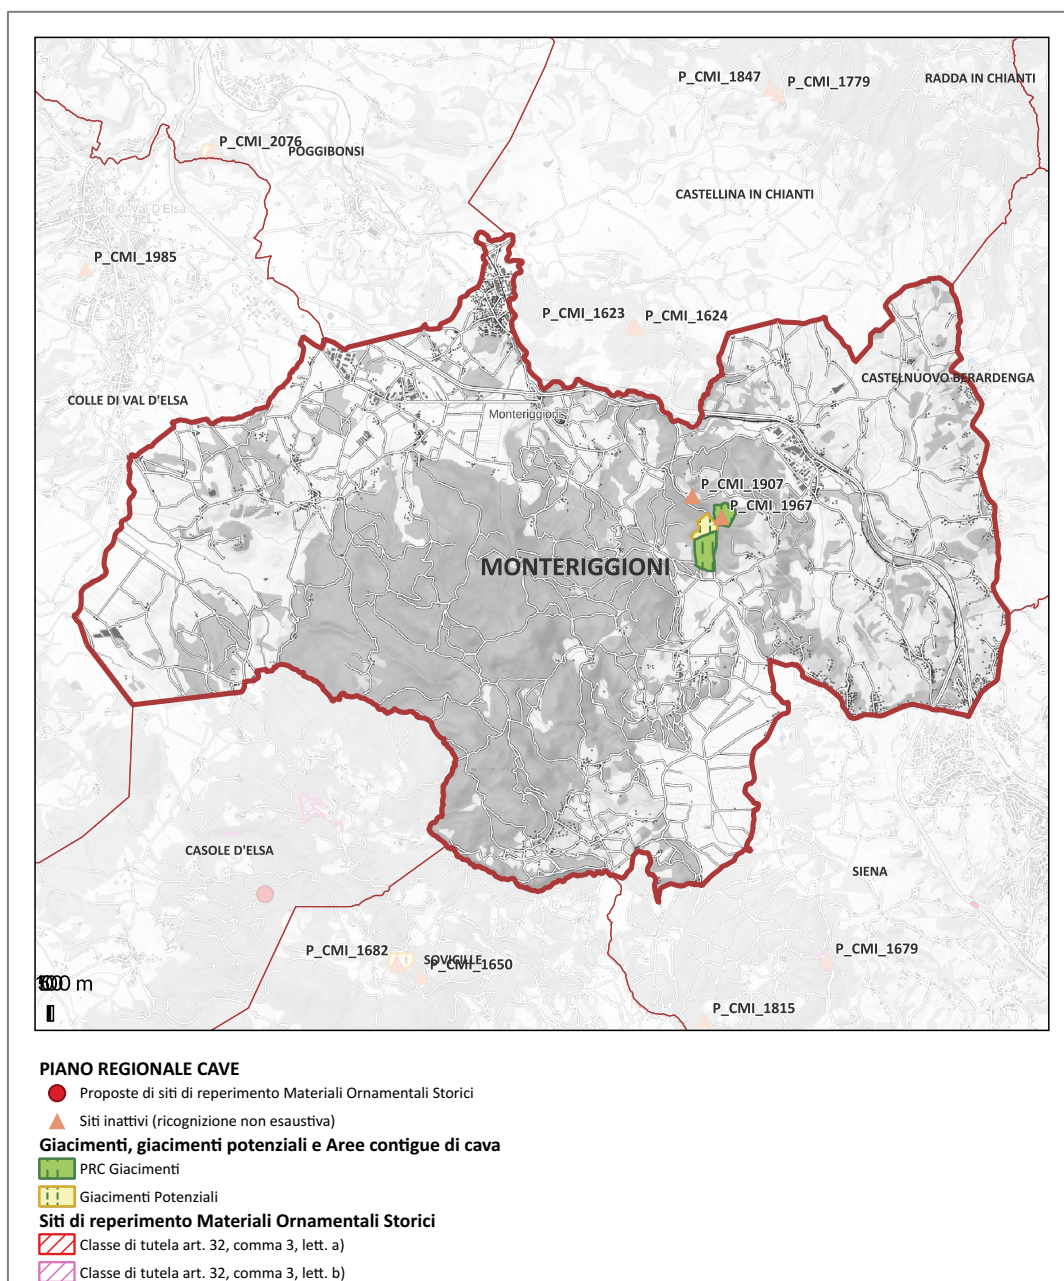 P_CMI_1847
P_CMI_1779
RADDA IN CHIANTI
P_CMI_2076
POGGIBONSI
CASTELLINA IN CHIANTI
Colle di Val D'Elsa
P_CMI_1985
P_CMI_1623
P_CMI_1624
CASTELNUOVO BERARDENGA
COLLE DI VAL D'ELSA
Monteriggioni
P_CMI_1907
P_CMI_1967
MONTERIGGIONI
CASOLE D'ELSA
SIENA
P_CMI_1682
SOVICILLE
P_CMI_1650
P_CMI_1679
P_CMI_1815
PIANO REGIONALE CAVE
Proposte di siti di reperimento Materiali Ornamentali Storici
Siti inattivi (ricognizione non esaustiva)
Giacimenti, giacimenti potenziali e Aree contigue di cava
PRC Giacimenti
Giacimenti Potenziali
Siti di reperimento Materiali Ornamentali Storici
Classe di tutela art. 32, comma 3, lett. a)
Classe di tutela art. 32, comma 3, lett. b)